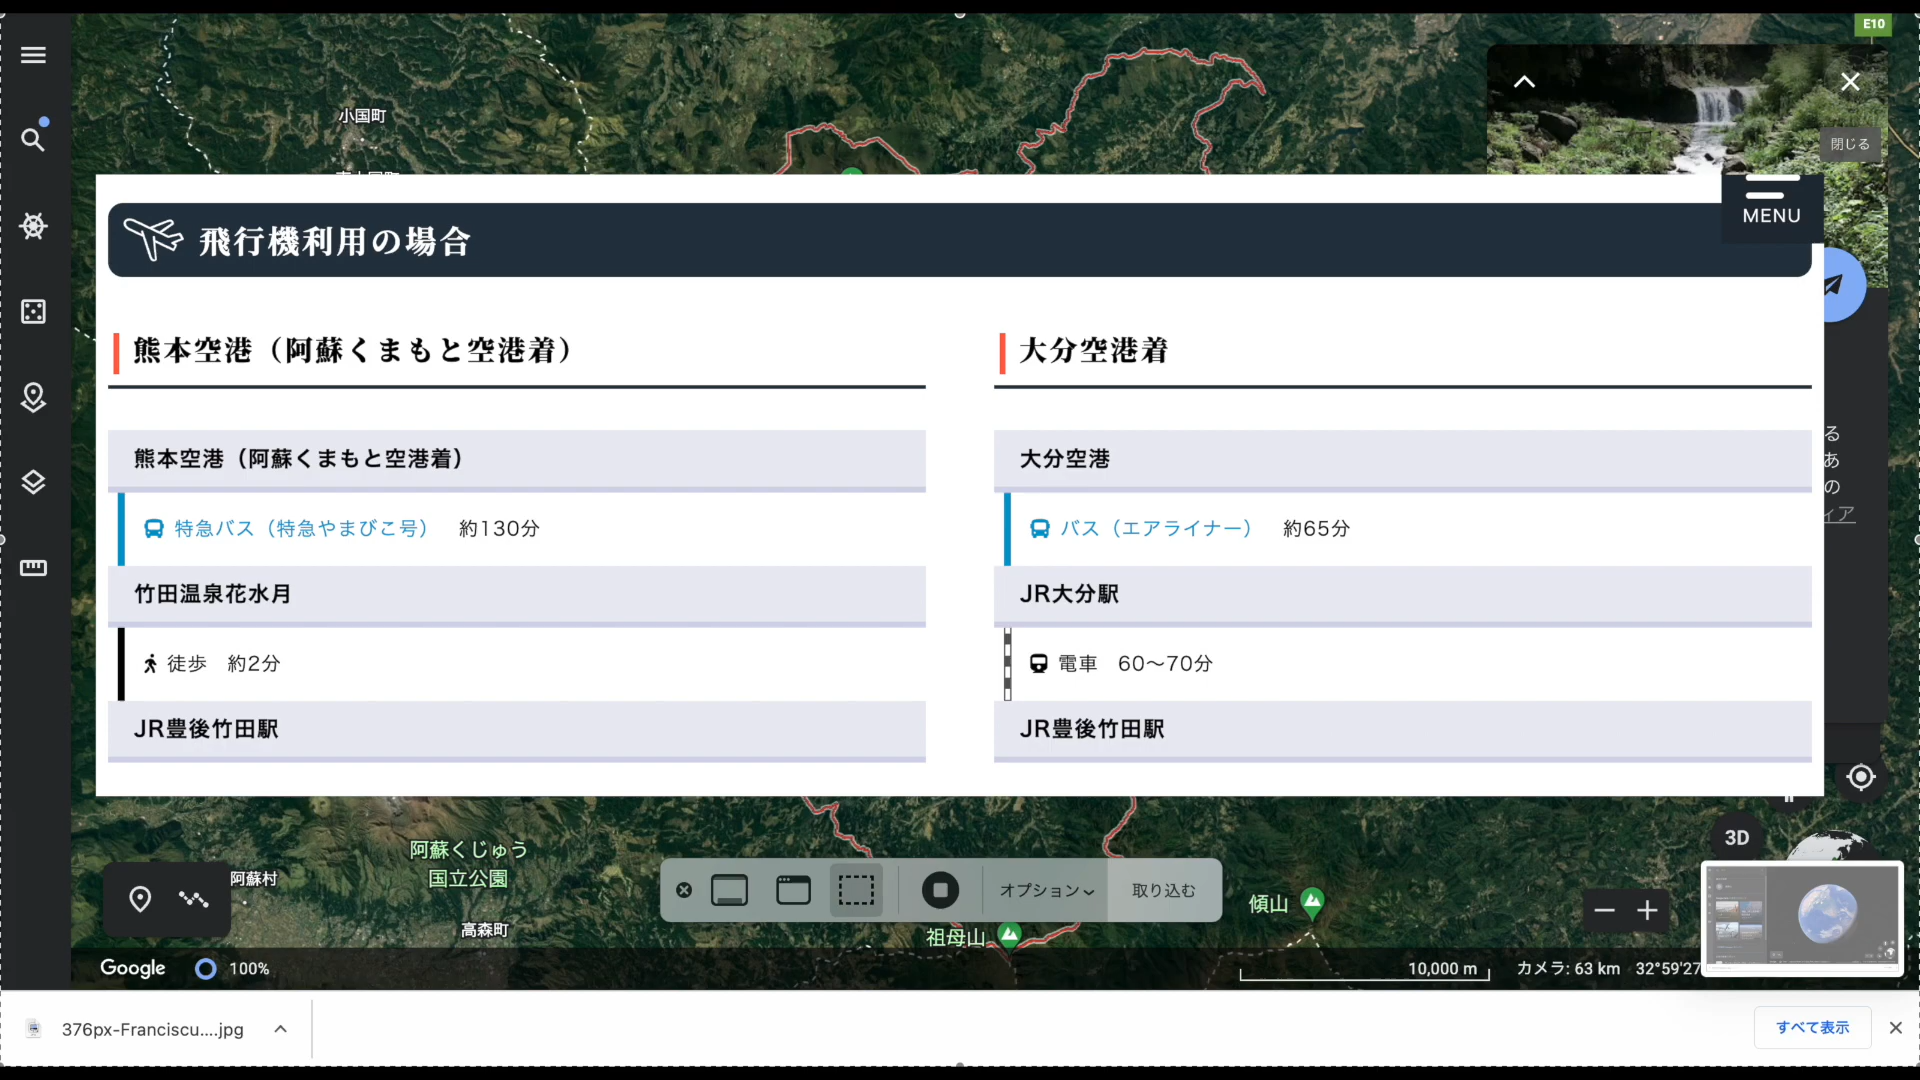 E10
小国町
閉じる
MENU
飛行機利用の場合
熊本空港（阿蘇くまもと空港着）
熊本空港（阿蘇くまもと空港着）
特急バス（特急やまびこ号） 約130分
竹田温泉花水月
徒歩 約2分
JR豊後竹田駅
大分空港着
大分空港
バス（エアライナー） 約65分
JR大分駅
電車 60〜70分
JR豊後竹田駅
る
あ
の
ィア
3D
阿蘇くじゅう
国立公園
阿蘇村
高森町
オプション
取り込む
傾山
祖母山
Google
100%
10,000 m
カメラ: 63 km 32°59'27
376px-Franciscu....jpg
すべて表示